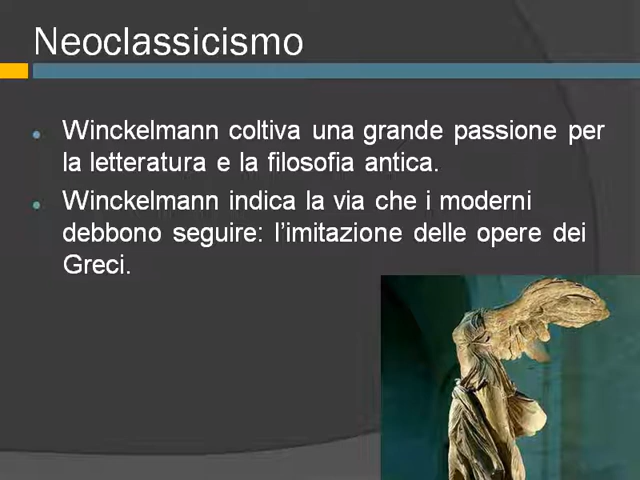 Neoclassicismo
Winckelmann coltiva una grande passione per
la letteratura e la filosofia antica.
Winckelmann indica la via che i moderni
debbono seguire: l’imitazione delle opere dei
Greci.